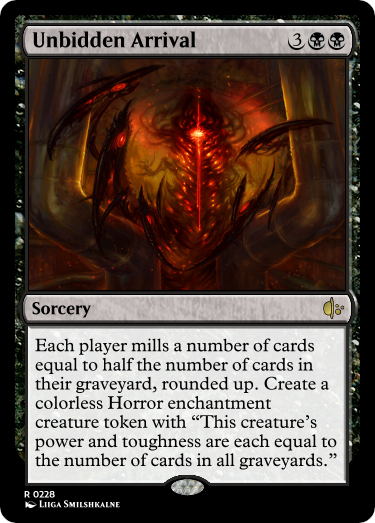 Unbidden Arrival 3
Sorcery
Each player mills a number of cards
equal to half the number of cards in
their graveyard, rounded up. Create a
colorless Horror enchantment
creature token with “This creature’s
power and toughness are each equal to
the number of cards in all graveyards.”
R 0228
Liiga Smilshkalne